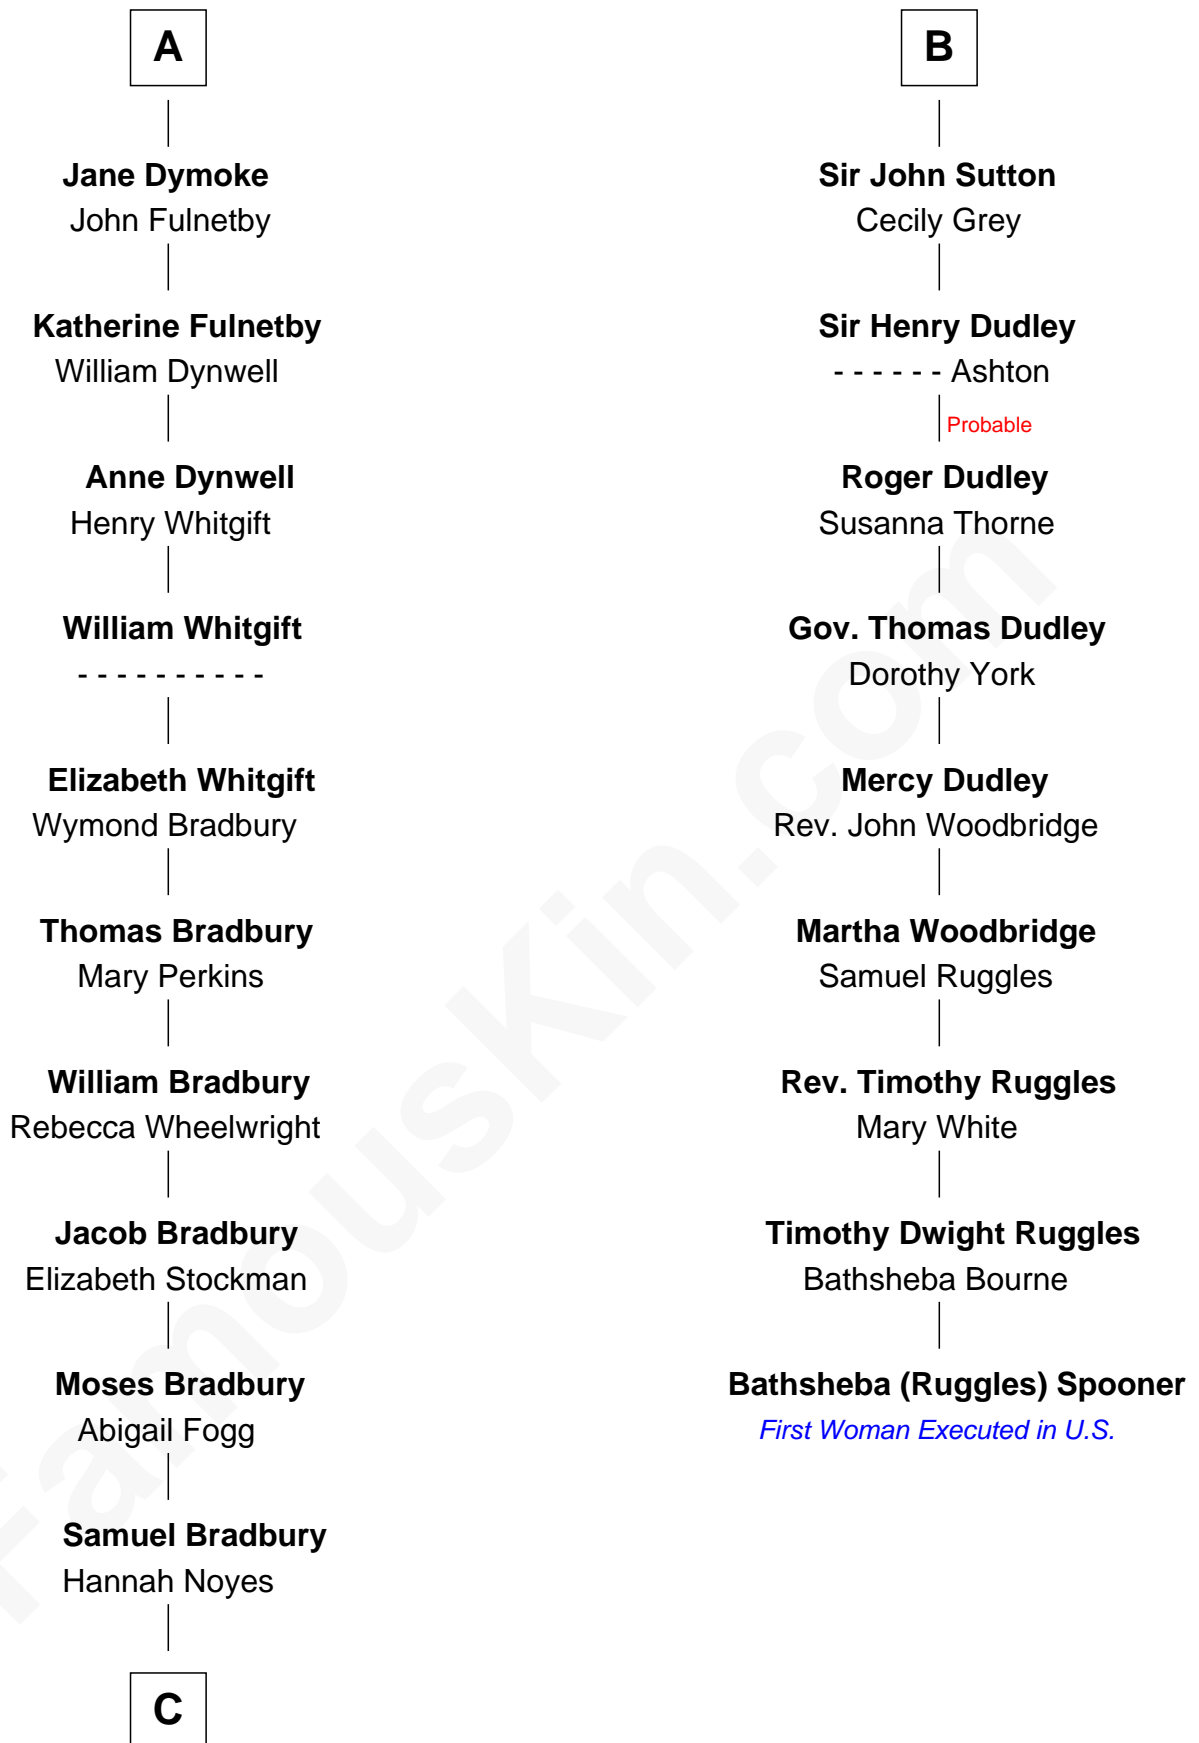 A
Jane Dymoke
John Fulnetby
Katherine Fulnetby
William Dynwell
Anne Dynwell
Henry Whitgift
William Whitgift
- - - - - - - - - -
Elizabeth Whitgift
Wymond Bradbury
Thomas Bradbury
Mary Perkins
William Bradbury
Rebecca Wheelwright
Jacob Bradbury
Elizabeth Stockman
Moses Bradbury
Abigail Fogg
Samuel Bradbury
Hannah Noyes
C
B
Sir John Sutton
Cecily Grey
Sir Henry Dudley
- - - - - - Ashton
Probable
Roger Dudley
Susanna Thorne
Gov. Thomas Dudley
Dorothy York
Mercy Dudley
Rev. John Woodbridge
Martha Woodbridge
Samuel Ruggles
Rev. Timothy Ruggles
Mary White
Timothy Dwight Ruggles
Bathsheba Bourne
Bathsheba (Ruggles) Spooner
First Woman Executed in U.S.
FamousKin.com